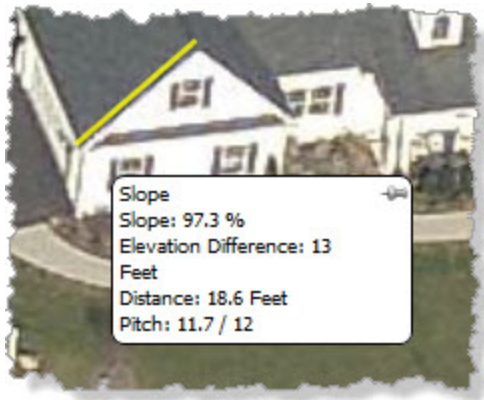 Slope
Slope: 97.3 %
Elevation Difference: 13
Feet
Distance: 18.6 Feet
Pitch: 11.7 / 12